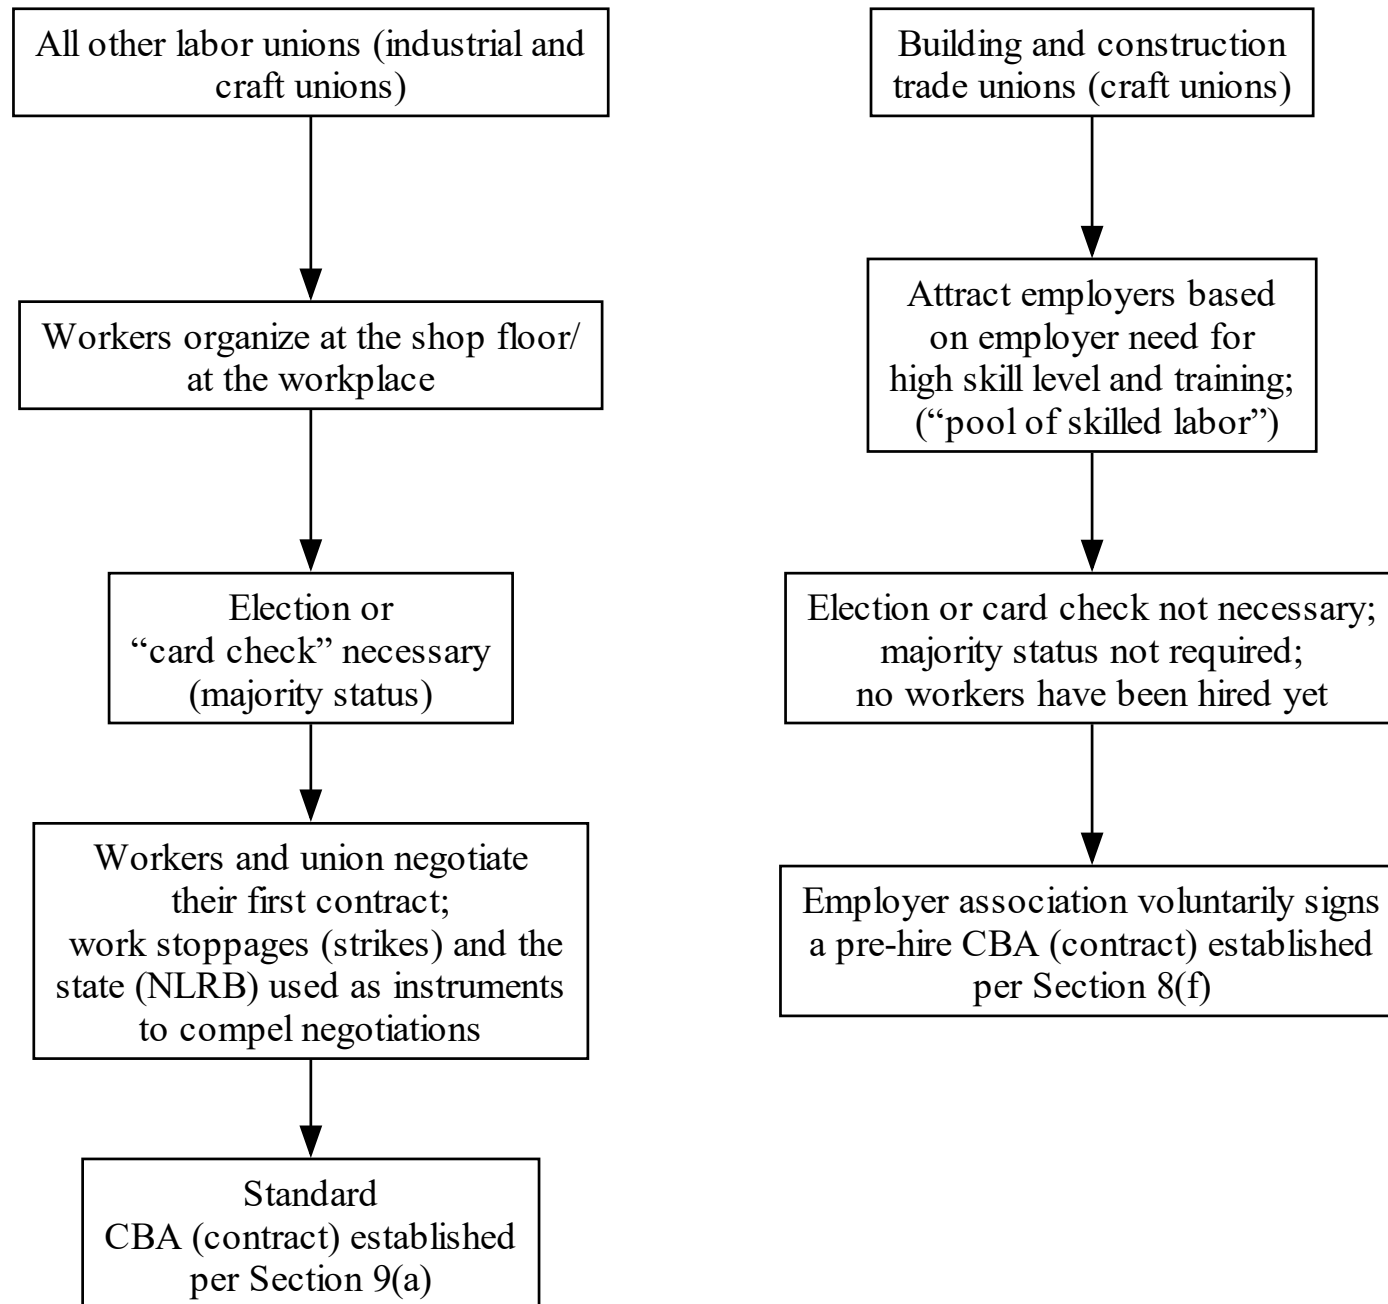 All other labor unions (industrial and
craft unions)
Workers organize at the shop floor/
at the workplace
Election or
“card check” necessary
(majority status)
Workers and union negotiate
their first contract;
work stoppages (strikes) and the
state (NLRB) used as instruments
to compel negotiations
Standard
CBA (contract) established
per Section 9(a)
Building and construction
trade unions (craft unions)
Attract employers based
on employer need for
high skill level and training;
(“pool of skilled labor”)
Election or card check not necessary;
majority status not required;
no workers have been hired yet
Employer association voluntarily signs
a pre-hire CBA (contract) established
per Section 8(f)